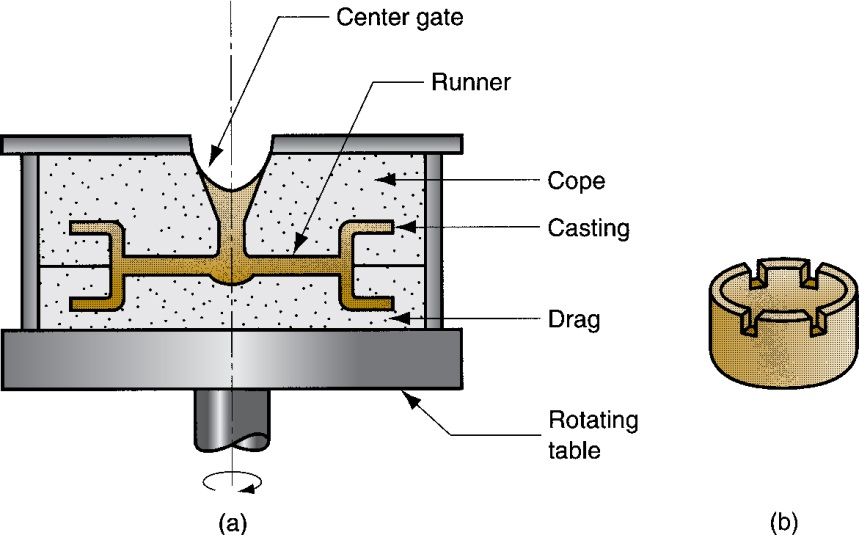 Center gate
Runner
Cope
Casting
Drag
Rotating
table
(a)
(b)